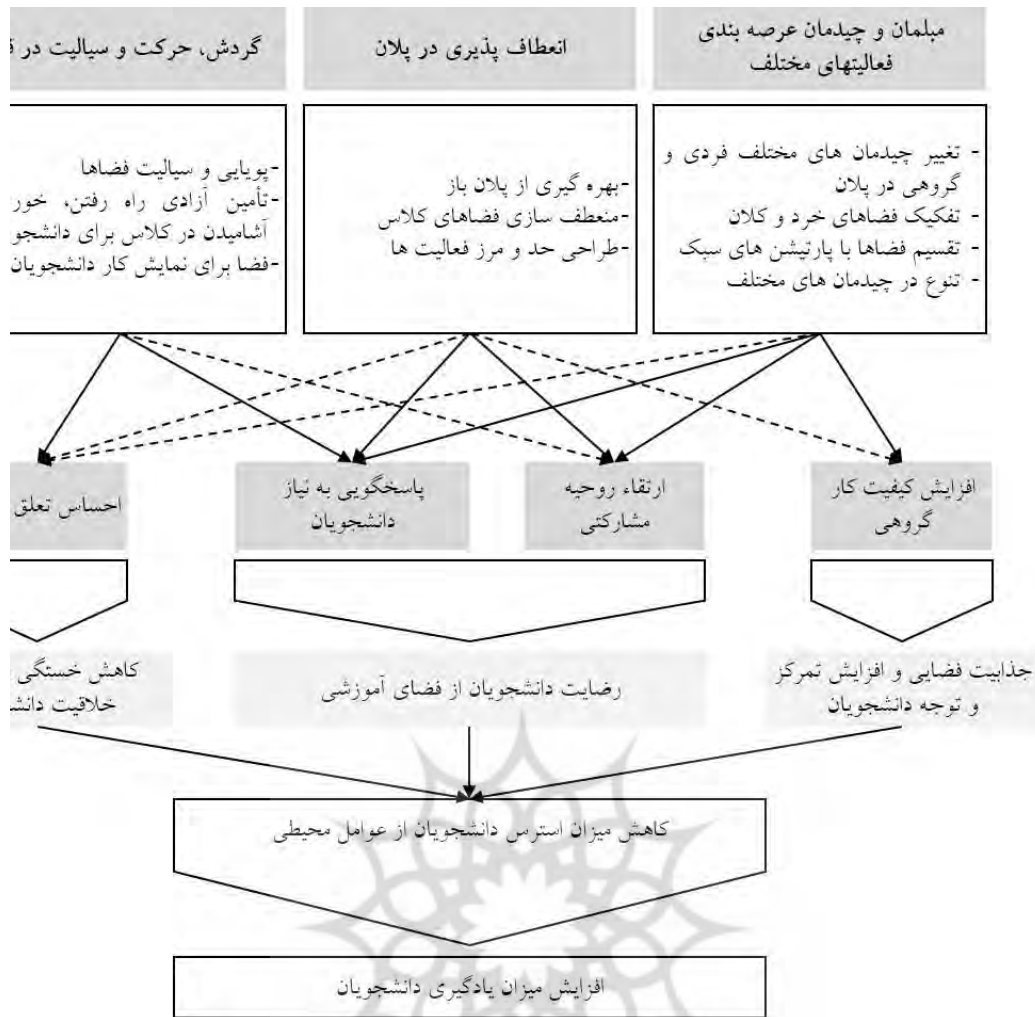 مبلمان و چیدمان عرصه بندی
فعالیتهای مختلف
انعطاف پذیری در پلان
گردش، حرکت و سیالیت در
- تغییر چیدمان های مختلف فردی و
گروهی در پلان
- تفکیک فضاهای خرد و کلان
- تقسیم فضاها با پارتیشن های سبک
- تنوع در چیدمان های مختلف
-بهره گیری از پلان باز
-منعطف سازی فضاهای کلاس
-طراحی حد و مرز فعالیت ها
-پویایی و سیالیت فضاها
-تأمین آزادی راه رفتن، خور
آشامیدن در کلاس برای دانشجو
-فضا برای نمایش کار دانشجویان
افزایش کیفیت کار
گروهی
ارتقاء روحیه
مشارکتی
پاسخگویی به نیاز
دانشجویان
احساس تعلق
جذابیت فضایی و افزایش تمرکز
و توجه دانشجویان
رضایت دانشجویان از فضای آموزشی
کاهش خستگی
خلاقیت دانش
کاهش میزان استرس دانشجویان از عوامل محیطی
افزایش میزان یادگیری دانشجویان